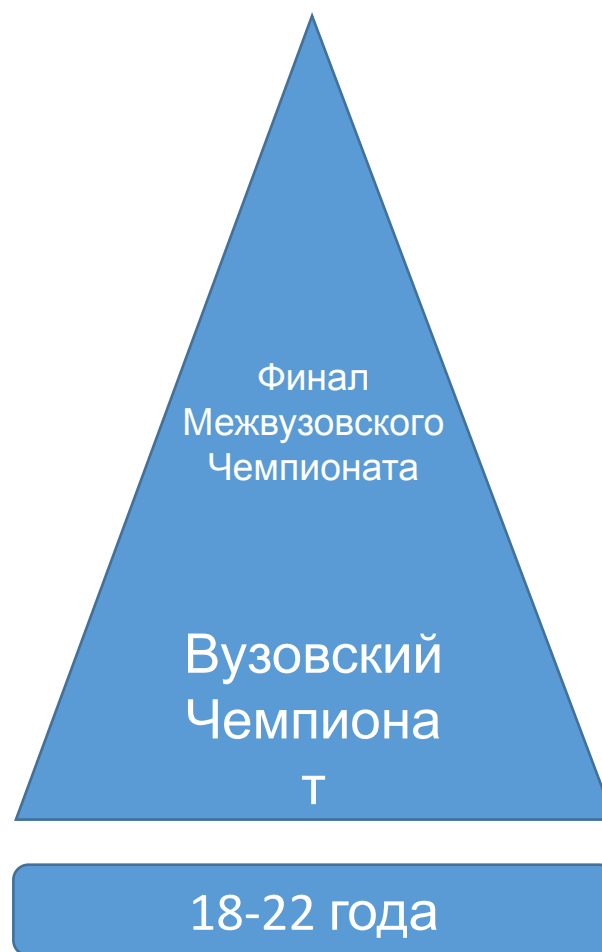 Финал
Межвузовского
Чемпионата
Вузовский
Чемпиона
т
18-22 года